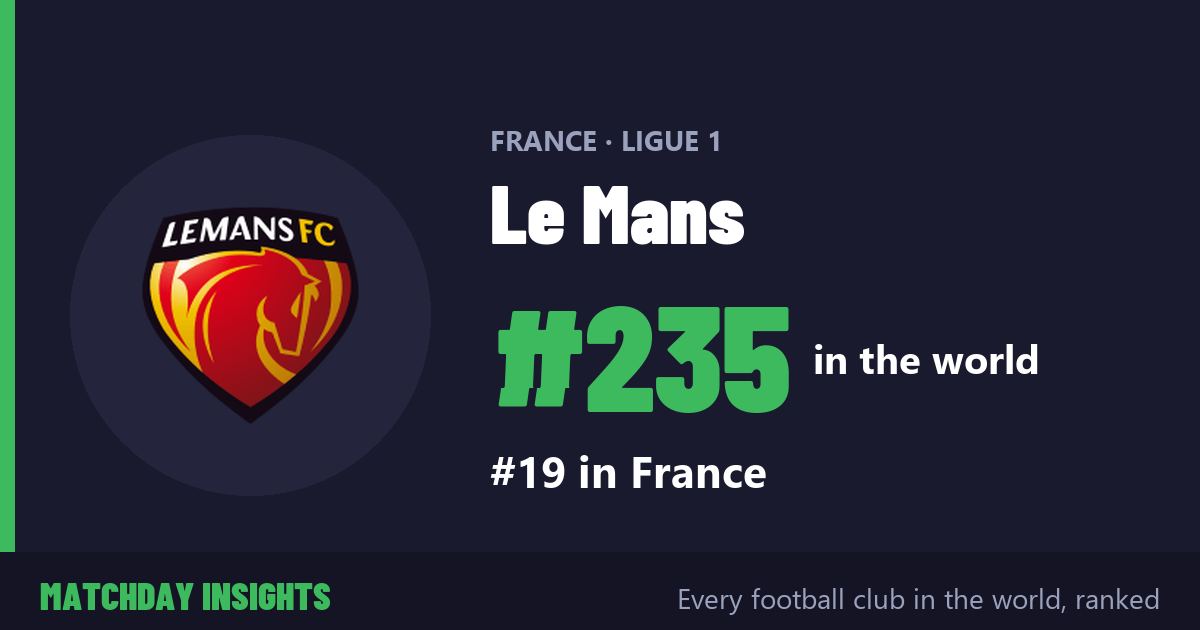 LEMANS FC
FRANCE · LIGUE 1
Le Mans
#235 in the world
#19 in France
MATCHDAY INSIGHTS
Every football club in the world, ranked